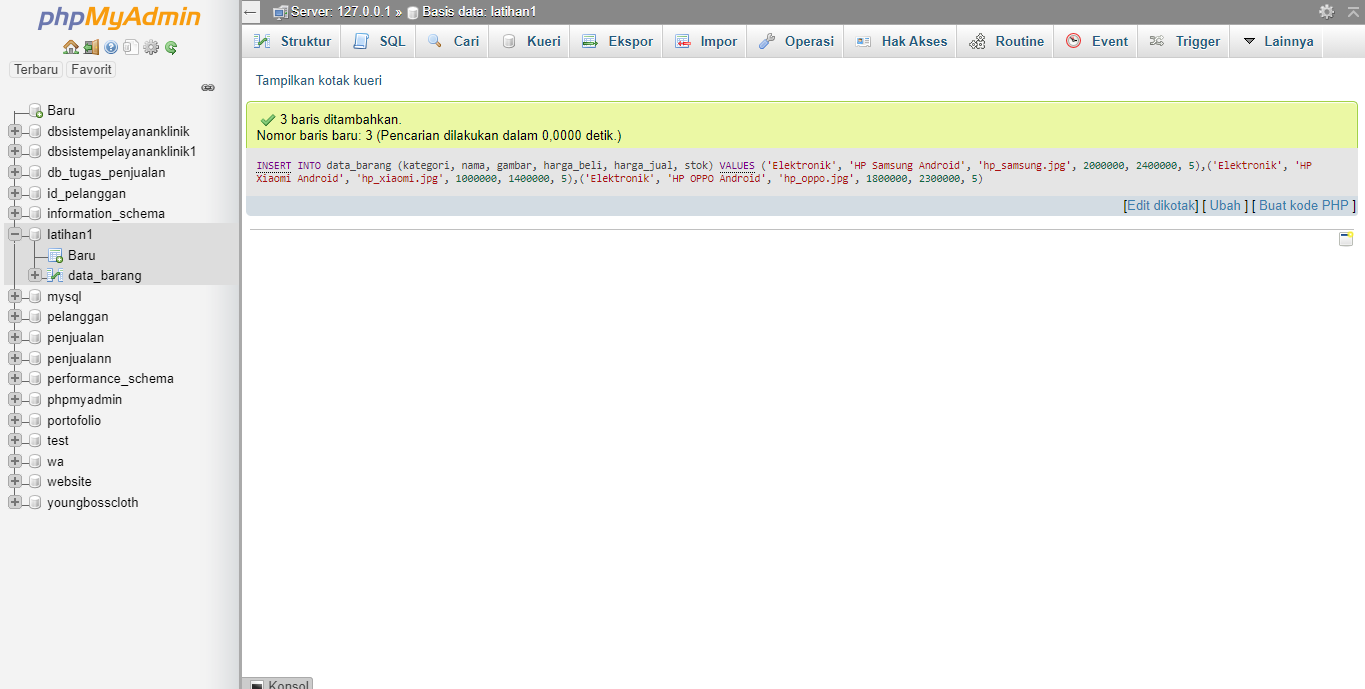 phpMyAdmin
Terbaru Favorit
Baru
dbsistempelayananklinik
dbsistempelayananklinik1
db_tugas_penjualan
id_pelanggan
information_schema
latihan1
Baru
data_barang
mysql
pelanggan
penjualan
penjualann
performance_schema
phpmyadmin
portofolio
test
wa
website
youngbosscloth
Server: 127.0.0.1 » Basis data: latihan1
Struktur SQL Cari Kueri Ekspor Impor Operasi Hak Akses Routine Event Trigger Lainnya
Tampilkan kotak kueri
3 baris ditambahkan.
Nomor baris baru: 3 (Pencarian dilakukan dalam 0,0000 detik.)
INSERT INTO data_barang (kategori, nama, gambar, harga_beli, harga_jual, stok) VALUES ('Elektronik', 'HP Samsung Android', 'hp_samsung.jpg', 2000000, 2400000, 5),('Elektronik', 'HP
Xiaomi Android', 'hp_xiaomi.jpg', 1000000, 1400000, 5),('Elektronik', 'HP OPPO Android', 'hp_oppo.jpg', 1800000, 2300000, 5)
[Edit dikotak] [ Ubah ] [ Buat kode PHP ]
Konsol